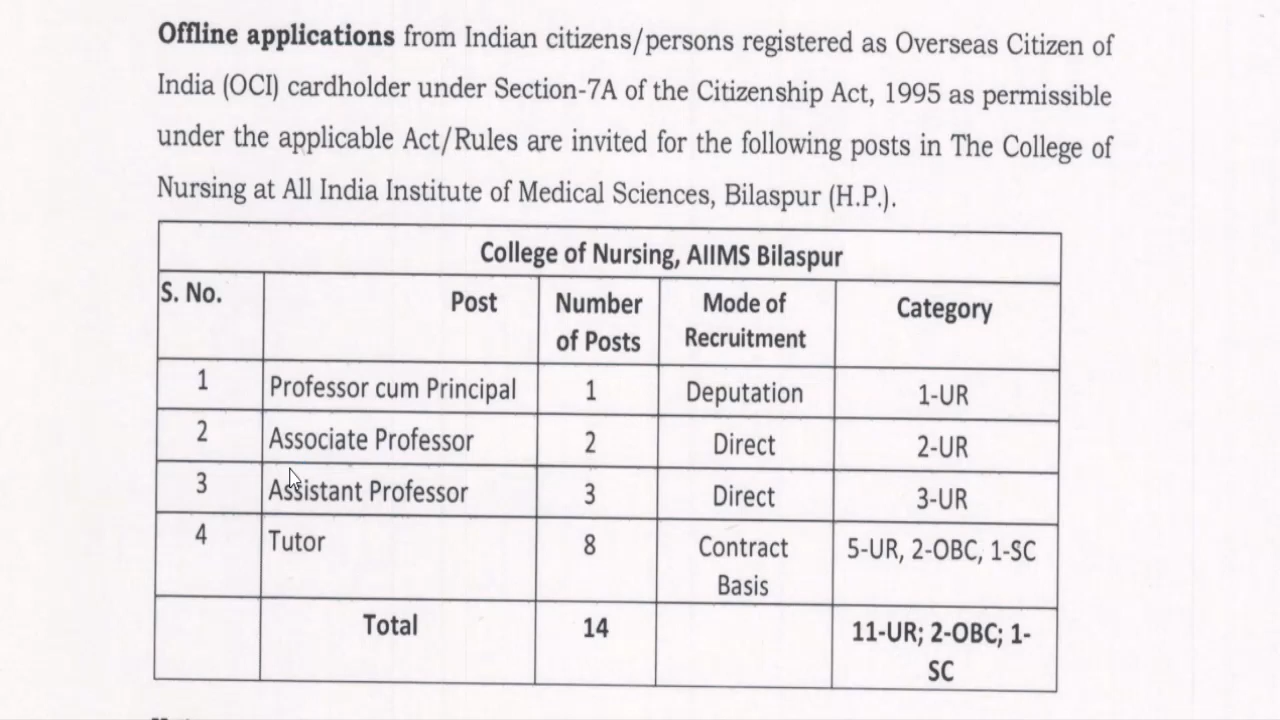 Offline applications from Indian citizens/persons registered as Overseas Citizen of
India (OCI) cardholder under Section-7A of the Citizenship Act, 1995 as permissible
under the applicable Act/Rules are invited for the following posts in The College of
Nursing at All India Institute of Medical Sciences, Bilaspur (H.P.).
College of Nursing, AIIMS Bilaspur
S. No. Post Number of Posts Mode of Recruitment Category
1 Professor cum Principal 1 Deputation 1-UR
2 Associate Professor 2 Direct 2-UR
3 Assistant Professor 3 Direct 3-UR
4 Tutor 8 Contract Basis 5-UR, 2-OBC, 1-SC
Total 14 11-UR; 2-OBC; 1-SC